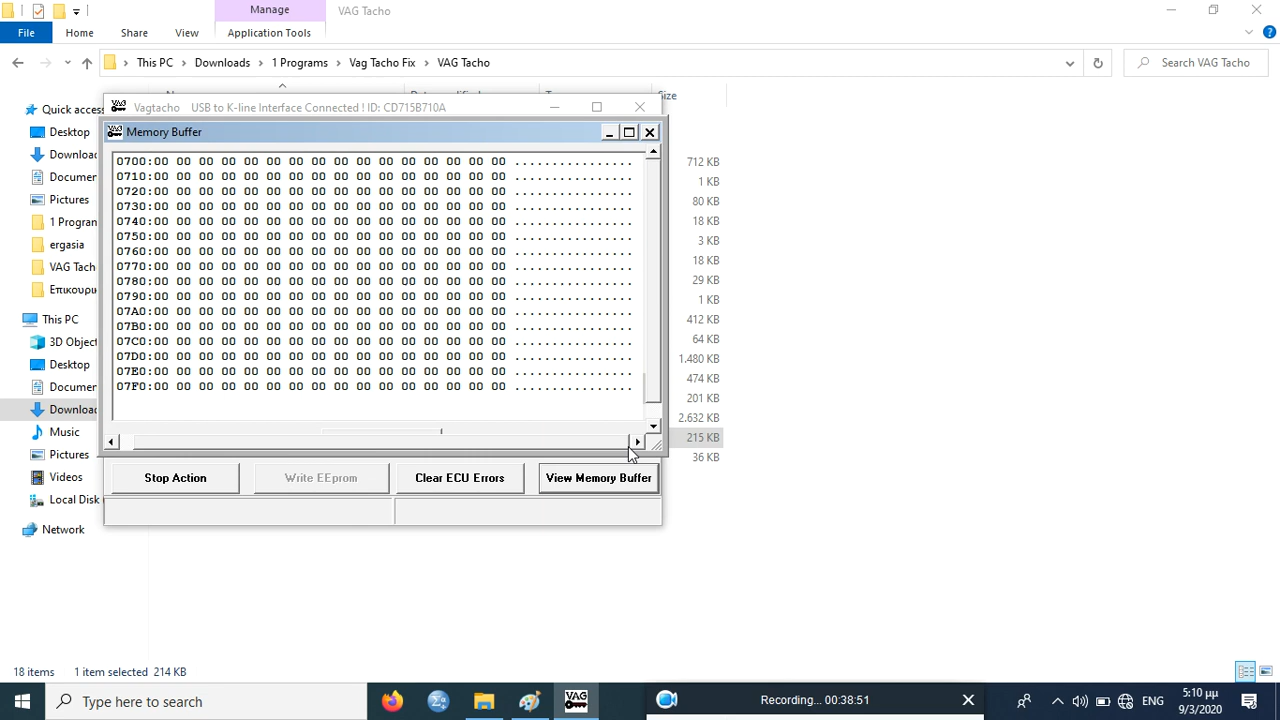 Manage
VAG Tacho
File
Home
Share
View
Application Tools
This PC
Downloads
1 Programs
Vag Tacho Fix
VAG Tacho
Search VAG Tacho
Size
Quick access
Vagtacho USB to K-line Interface Connected ! ID: CD715B710A
Memory Buffer
Desktop
Downloads
Documen
Pictures
1 Program
ergasia
VAG Tach
Επικουρικ
This PC
3D Object
Desktop
Documen
Downloads
Music
Pictures
Videos
Local Disk
Network
0700:00 00 00 00 00 00 00 00 00 00 00 00 00 00 00 00 ................
0710:00 00 00 00 00 00 00 00 00 00 00 00 00 00 00 00 ................
0720:00 00 00 00 00 00 00 00 00 00 00 00 00 00 00 00 ................
0730:00 00 00 00 00 00 00 00 00 00 00 00 00 00 00 00 ................
0740:00 00 00 00 00 00 00 00 00 00 00 00 00 00 00 00 ................
0750:00 00 00 00 00 00 00 00 00 00 00 00 00 00 00 00 ................
0760:00 00 00 00 00 00 00 00 00 00 00 00 00 00 00 00 ................
0770:00 00 00 00 00 00 00 00 00 00 00 00 00 00 00 00 ................
0780:00 00 00 00 00 00 00 00 00 00 00 00 00 00 00 00 ................
0790:00 00 00 00 00 00 00 00 00 00 00 00 00 00 00 00 ................
07A0:00 00 00 00 00 00 00 00 00 00 00 00 00 00 00 00 ................
07B0:00 00 00 00 00 00 00 00 00 00 00 00 00 00 00 00 ................
07C0:00 00 00 00 00 00 00 00 00 00 00 00 00 00 00 00 ................
07D0:00 00 00 00 00 00 00 00 00 00 00 00 00 00 00 00 ................
07E0:00 00 00 00 00 00 00 00 00 00 00 00 00 00 00 00 ................
07F0:00 00 00 00 00 00 00 00 00 00 00 00 00 00 00 00 ................
712 KB
1 KB
80 KB
18 KB
3 KB
18 KB
29 KB
1 KB
412 KB
64 KB
1.480 KB
474 KB
201 KB
2.632 KB
215 KB
36 KB
Stop Action
Write EEprom
Clear ECU Errors
View Memory Buffer
18 items
1 item selected 214 KB
Type here to search
Recording... 00:38:51
ENG
5:10 μμ
9/3/2020